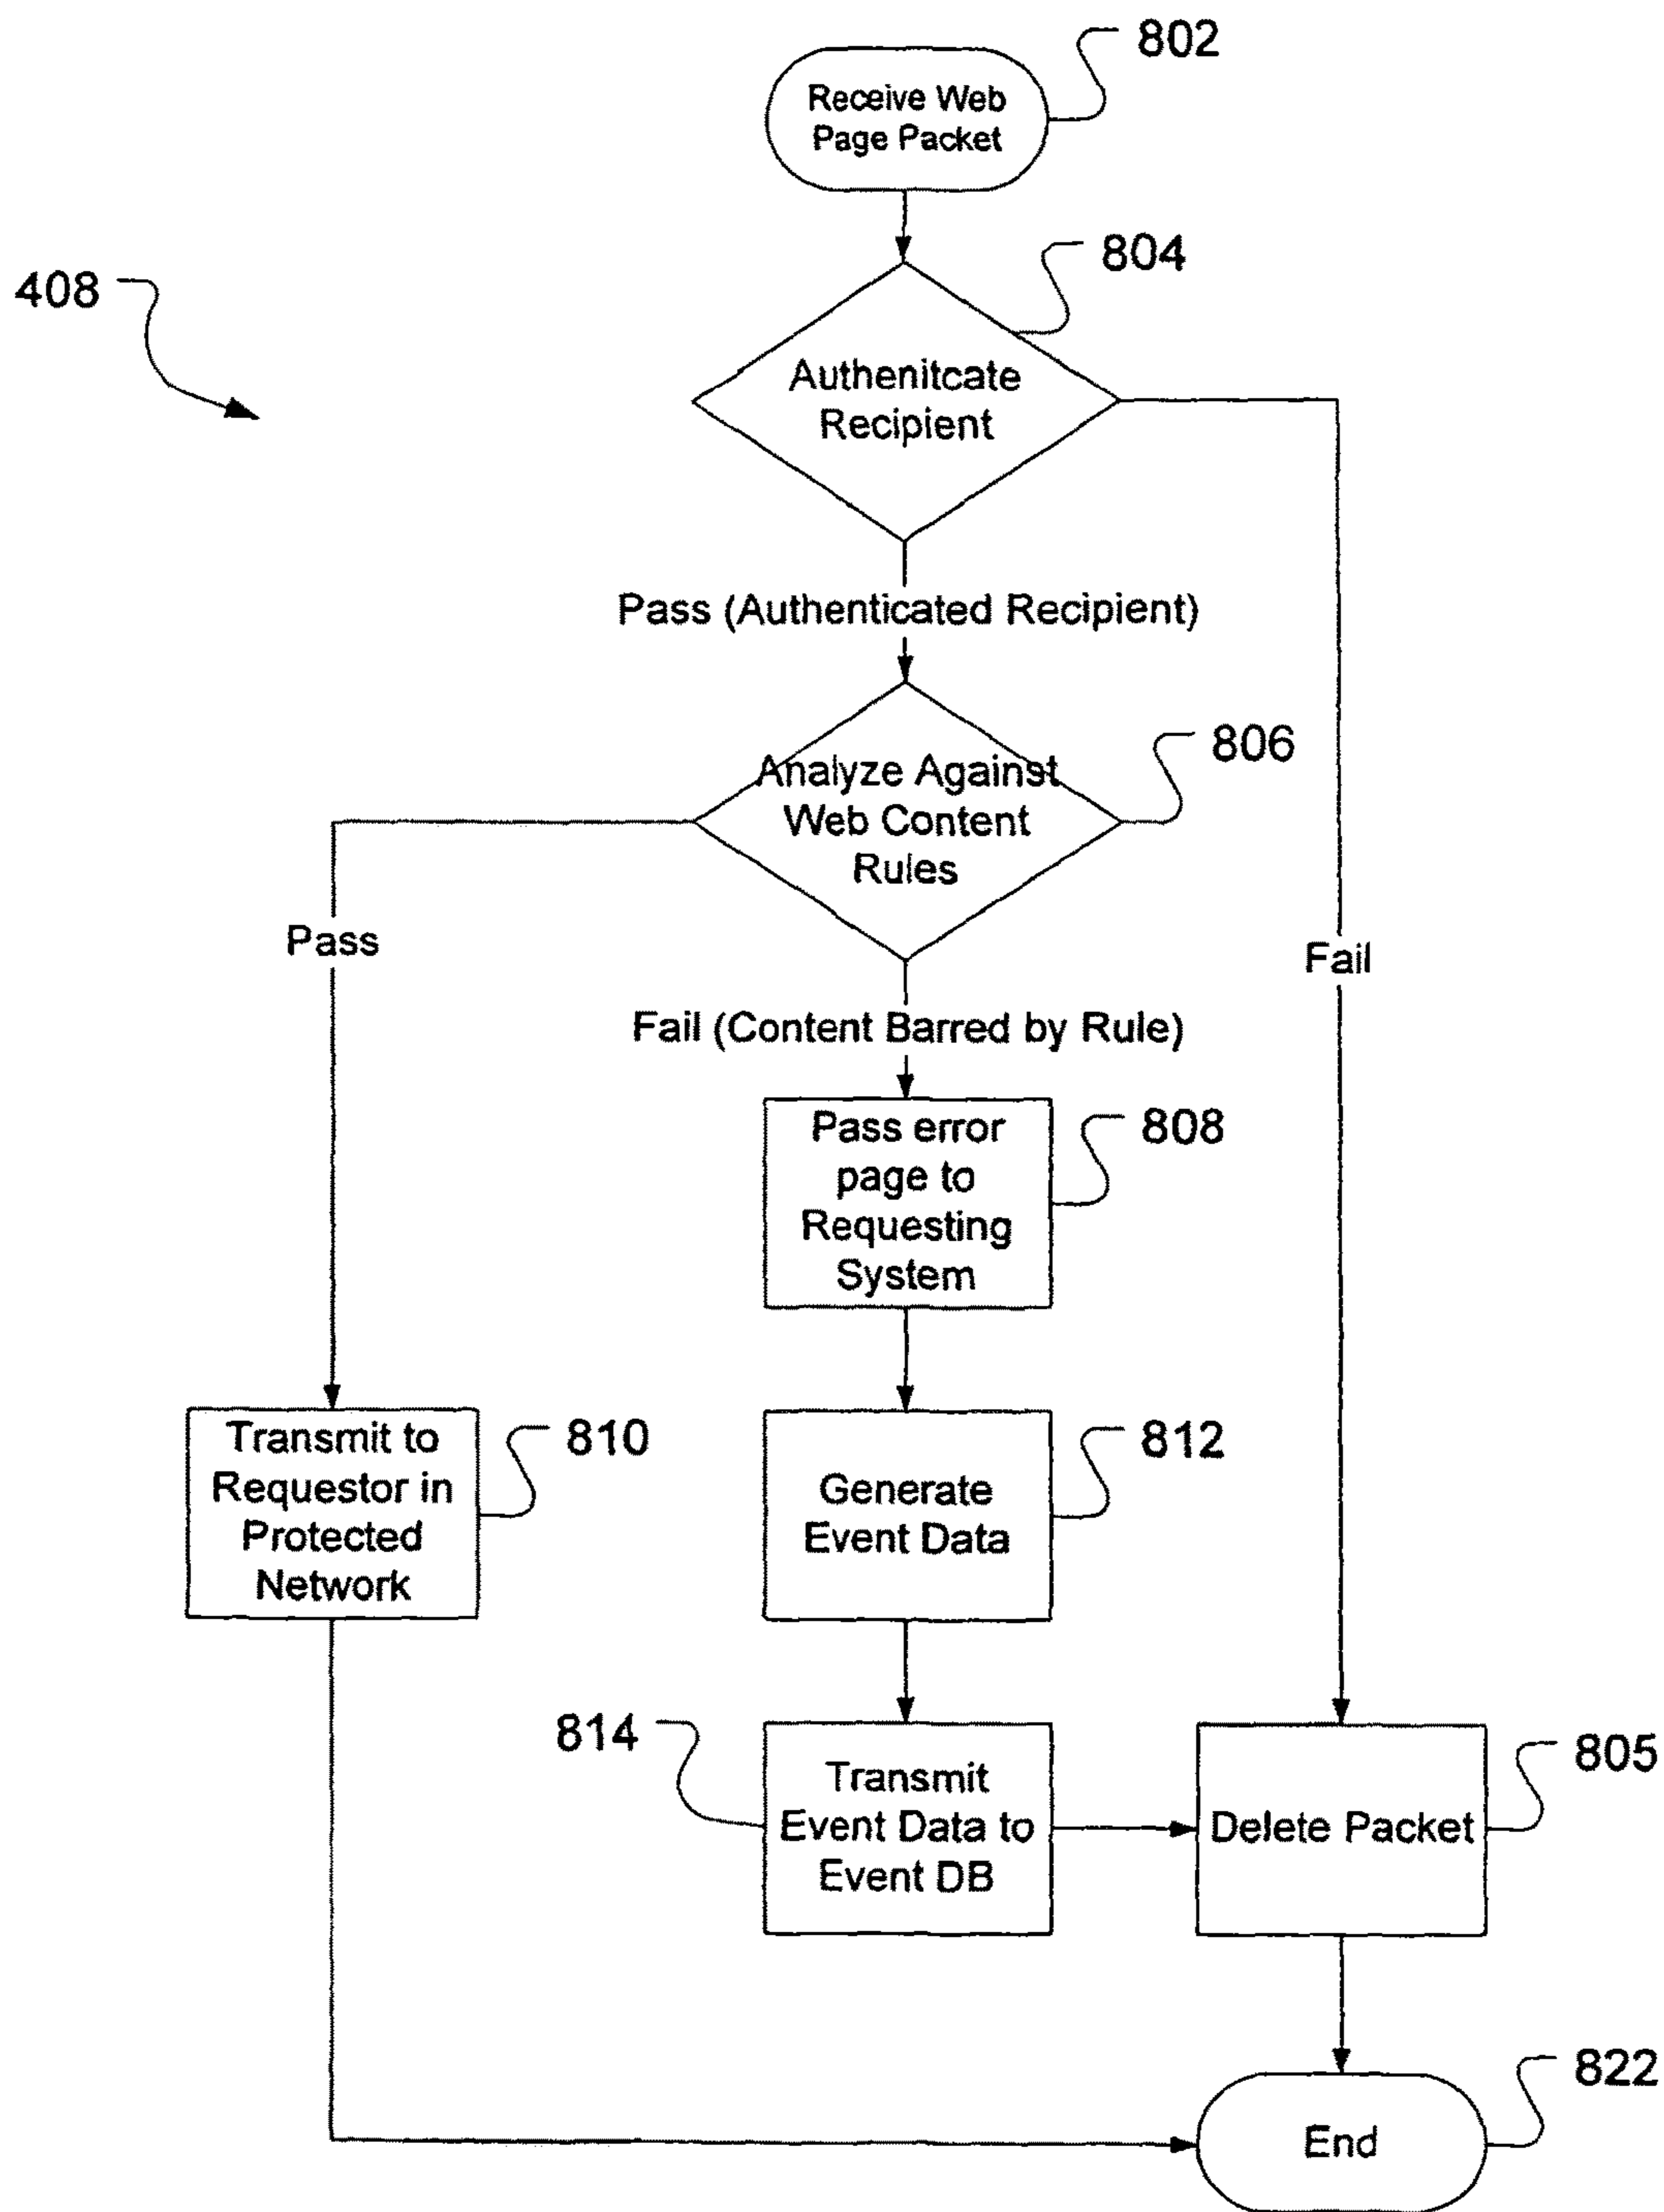 802
Receive Web
Page Packet
804
408
Authenitcate
Recipient
Pass (Authenticated Recipient)
806
Analyze Against
Web Content
Rules
Pass
Fail
Fail (Content Barred by Rule)
Pass error
page to
Requesting
System
808
Transmit to
Requestor in
Protected
Network
810
Generate
Event Data
812
814
Transmit
Event Data to
Event DB
Delete Packet
805
End
822